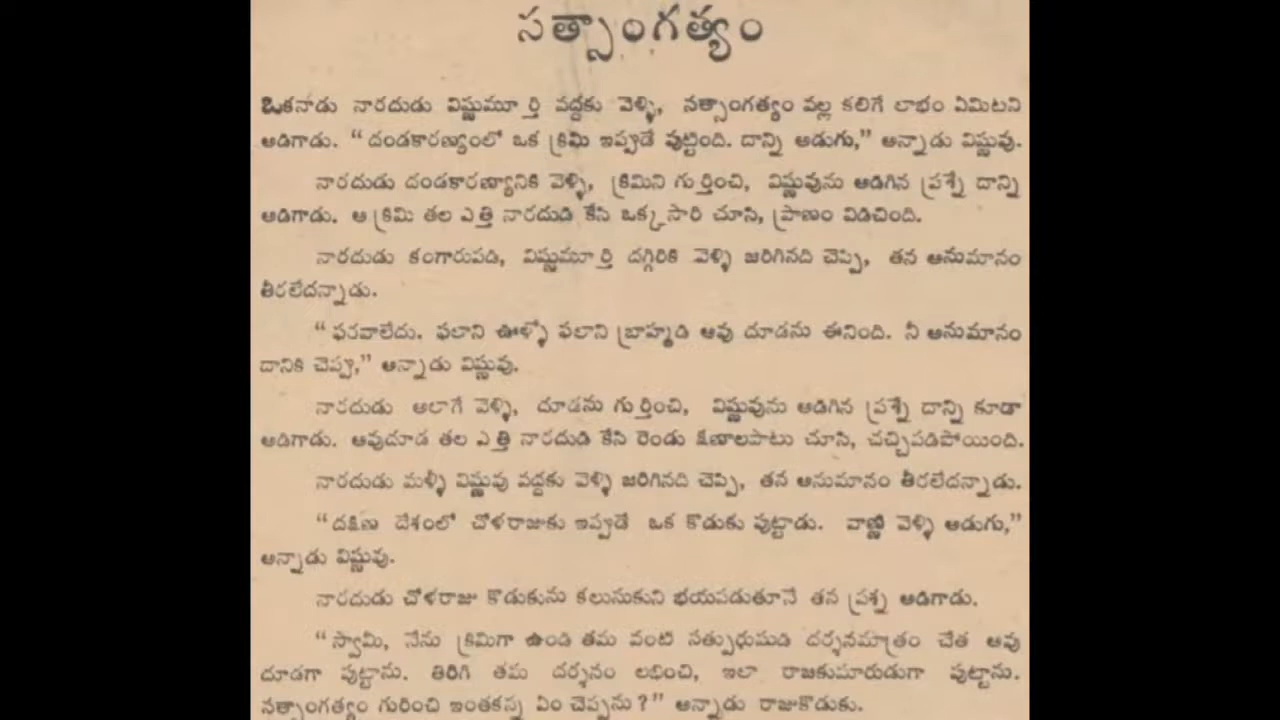 సత్సాంగత్యం
ఒకనాడు నారదుడు విష్ణుమూర్తి వద్దకు వెళ్ళి, సత్సాంగత్యం వల్ల కలిగే లాభం ఏమిటని
అడిగాడు. “దండకారణ్యంలో ఒక క్రిమి ఇప్పుడే పుట్టింది. దాన్ని అడుగు,” అన్నాడు విష్ణువు.
నారదుడు దండకారణ్యానికి వెళ్ళి, క్రిమిని గుర్తించి, విష్ణువును అడిగిన ప్రశ్నే దాన్ని
అడిగాడు. ఆ క్రిమి తల ఎత్తి నారదుడి కేసి ఒక్కసారి చూసి, ప్రాణం విడిచింది.
నారదుడు కంగారుపడి, విష్ణుమూర్తి దగ్గిరికి వెళ్ళి జరిగినది చెప్పి, తన అనుమానం
తీరలేదన్నాడు.
“ఫరవాలేదు. ఫలాని ఊళ్ళో ఫలాని బ్రాహ్మడి ఆవు దూడను ఈనింది. నీ అనుమానం
దానికి చెప్పు,” అన్నాడు విష్ణువు.
నారదుడు అలాగే వెళ్ళి, దూడను గుర్తించి, విష్ణువును అడిగిన ప్రశ్నే దాన్ని కూడా
అడిగాడు. ఆవుదూడ తల ఎత్తి నారదుడి కేసి రెండు క్షణాలపాటు చూసి, చచ్చిపడిపోయింది.
నారదుడు మళ్ళీ విష్ణువు వద్దకు వెళ్ళి జరిగినది చెప్పి, తన అనుమానం తీరలేదన్నాడు.
“దక్షిణ దేశంలో చోళరాజుకు ఇప్పుడే ఒక కొడుకు పుట్టాడు. వాణ్ణి వెళ్ళి అడుగు,”
అన్నాడు విష్ణువు.
నారదుడు చోళరాజు కొడుకును కలుసుకుని భయపడుతూనే తన ప్రశ్న అడిగాడు.
“స్వామీ, నేను క్రిమిగా ఉండి తమ వంటి సత్పురుషుడి దర్శనమాత్రం చేత ఆవు
దూడగా పుట్టాను. తిరిగి తమ దర్శనం లభించి, ఇలా రాజకుమారుడుగా పుట్టాను.
సత్సాంగత్యం గురించి ఇంతకన్న ఏం చెప్పను?” అన్నాడు రాజుకొడుకు.